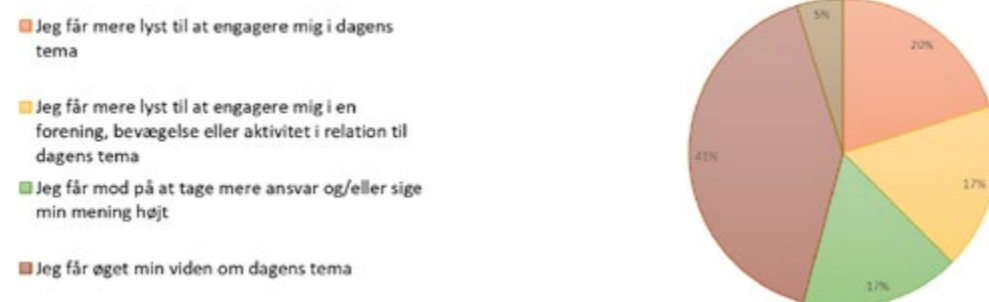 Jeg får mere lyst til at engagere mig i dagens
tema
Jeg får mere lyst til at engagere mig i en
forening, bevægelse eller aktivitet i relation til
dagens tema
Jeg får mod på at tage mere ansvar og/eller sige
min mening højt
Jeg får øget min viden om dagens tema
5%
20%
41%
17%
17%